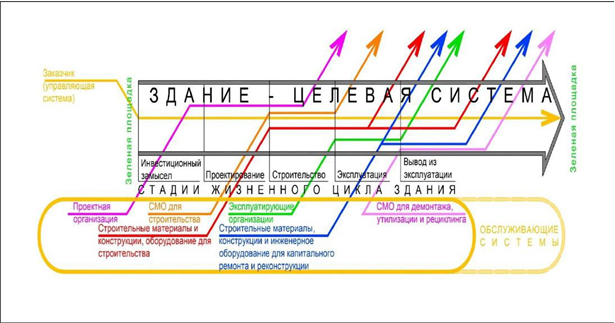 Заказчик
(управляющая
система)
Зеленая площадка
ЗДАНИЕ - ЦЕЛЕВАЯ СИСТЕМА
Зеленая площадка
Инвестиционный
замысел
Проектирование
Строительство
Эксплуатация
Вывод из
эксплуатации
СТАДИИ ЖИЗНЕННОГО ЦИКЛА ЗДАНИЯ
Проектная
организация
СМО для
строительства
Эксплуатирующие
организации
СМО для демонтажа,
утилизации и рециклинга
Строительные материалы и
конструкции, оборудование для
строительства
Строительные материалы,
конструкции и инженерное
оборудование для капитального
ремонта и реконструкции
ОБСЛУЖИВАЮЩИЕ
СИСТЕМЫ